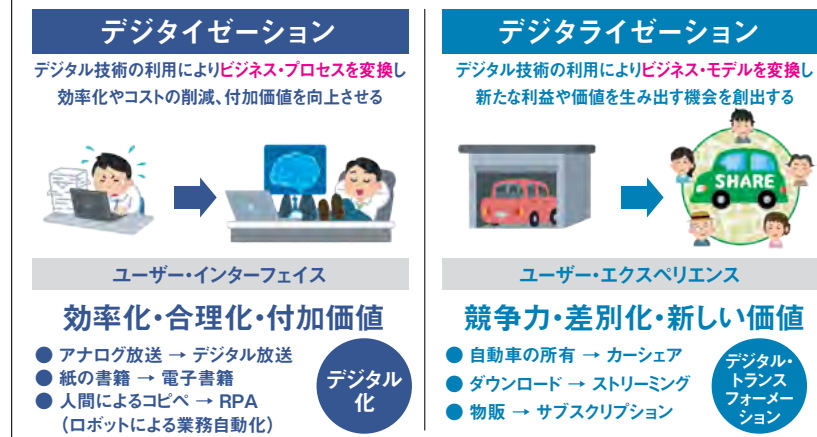 デジタイゼーション
デジタル技術の利用によりビジネス・プロセスを変換し
効率化やコストの削減、付加価値を向上させる
ユーザー・インターフェイス
効率化・合理化・付加価値
● アナログ放送 → デジタル放送
● 紙の書籍 → 電子書籍
● 人間によるコピペ → RPA
（ロボットによる業務自動化）
デジタル
化
デジタライゼーション
デジタル技術の利用によりビジネス・モデルを変換し
新たな利益や価値を生み出す機会を創出する
SHARE
ユーザー・エクスペリエンス
競争力・差別化・新しい価値
● 自動車の所有 → カーシェア
● ダウンロード → ストリーミング
● 物販 → サブスクリプション
デジタル・
トランス
フォーメー
ション